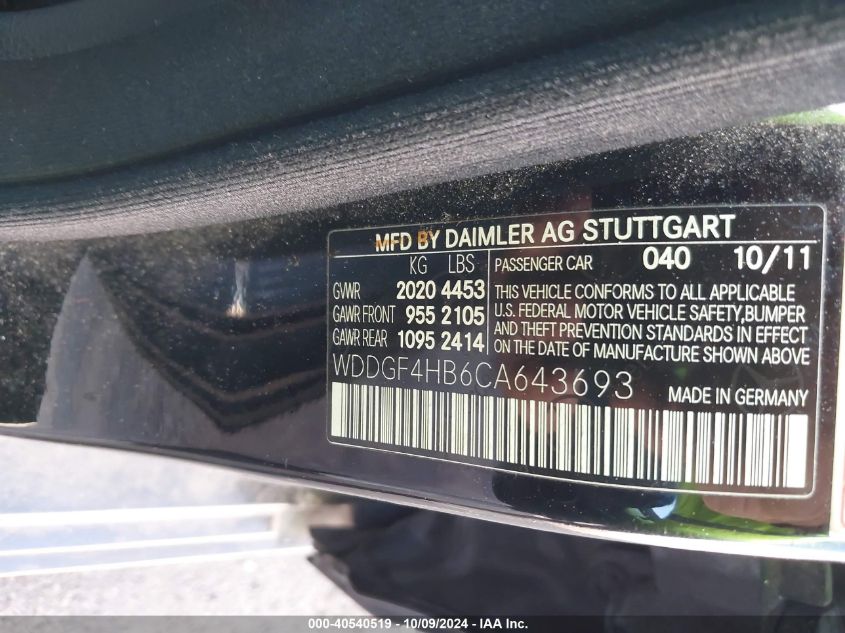 MFD BY DAIMLER AG STUTTGART
KG LBS
GVWR 2020 4453
GAWR FRONT 955 2105
GAWR REAR 1095 2414
PASSENGER CAR 040 10/11
THIS VEHICLE CONFORMS TO ALL APPLICABLE
U.S. FEDERAL MOTOR VEHICLE SAFETY,BUMPER
AND THEFT PREVENTION STANDARDS IN EFFECT
ON THE DATE OF MANUFACTURE SHOWN ABOVE
WDDGF4HB6CA643693
MADE IN GERMANY
000-40540519 - 10/09/2024 - IAA Inc.